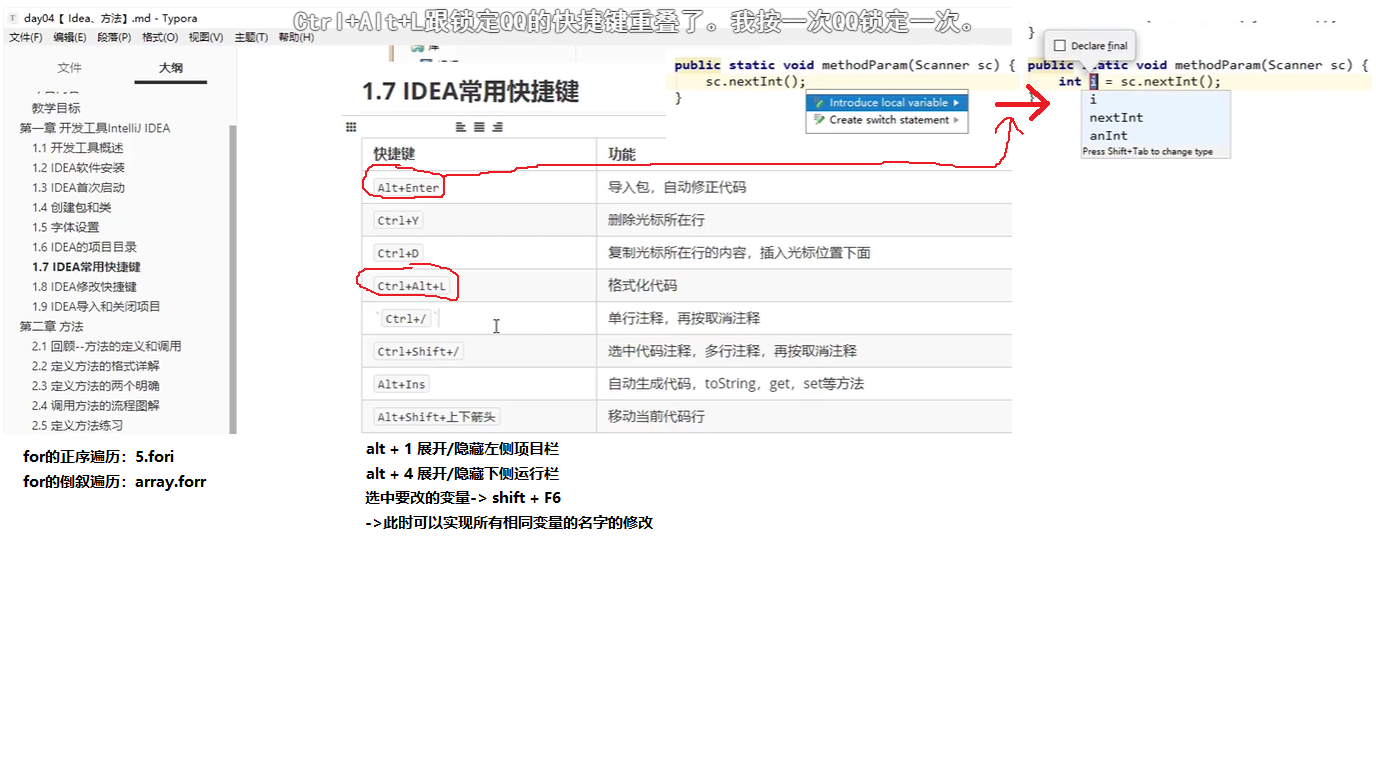 day04【 Idea、方法】.md - Typora
Ctrl+Alt+L跟锁定QQ的快捷键重叠了。我按一次QQ锁定一次。
文件(F) 编辑(E) 段落(P) 格式(O) 视图(V) 主题(T) 帮助(H)
文件 大纲
教学目标
第一章 开发工具IntelliJ IDEA
1.1 开发工具概述
1.2 IDEA软件安装
1.3 IDEA首次启动
1.4 创建包和类
1.5 字体设置
1.6 IDEA的项目目录
1.7 IDEA常用快捷键
1.8 IDEA修改快捷键
1.9 IDEA导入和关闭项目
第二章 方法
2.1 回顾--方法的定义和调用
2.2 定义方法的格式详解
2.3 定义方法的两个明确
2.4 调用方法的流程图解
2.5 定义方法练习
for的正序遍历：5.fori
for的倒叙遍历：array.forr
1.7 IDEA常用快捷键
快捷键 功能
Alt+Enter 导入包，自动修正代码
Ctrl+Y 删除光标所在行
Ctrl+D 复制光标所在行的内容，插入光标位置下面
Ctrl+Alt+L 格式化代码
`Ctrl+/` 单行注释，再按取消注释
Ctrl+Shift+/ 选中代码注释，多行注释，再按取消注释
Alt+Ins 自动生成代码，toString，get，set等方法
Alt+Shift+上下箭头 移动当前代码行
alt + 1 展开/隐藏左侧项目栏
alt + 4 展开/隐藏下侧运行栏
选中要改的变量-> shift + F6
->此时可以实现所有相同变量的名字的修改
public static void methodParam(Scanner sc) {
sc.nextInt();
}
Introduce local variable
Create switch statement
}
Declare final
public static void methodParam(Scanner sc) {
int i = sc.nextInt();
}
i
nextInt
anInt
Press Shift+Tab to change type